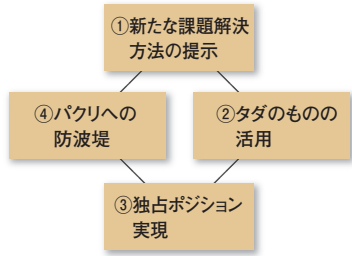 ①新たな課題解決
方法の提示
④パクリへの
防波堤
②タダのものの
活用
③独占ポジション
実現